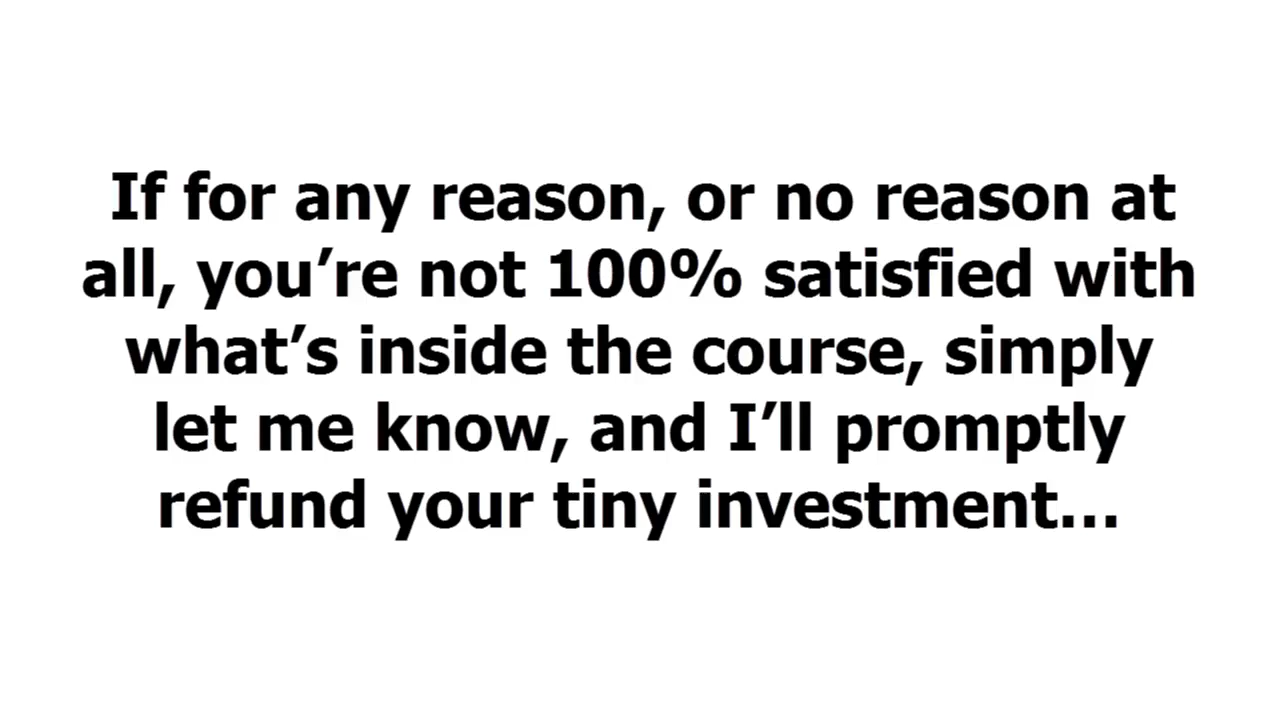 If for any reason, or no reason at
all, you’re not 100% satisfied with
what’s inside the course, simply
let me know, and I’ll promptly
refund your tiny investment...